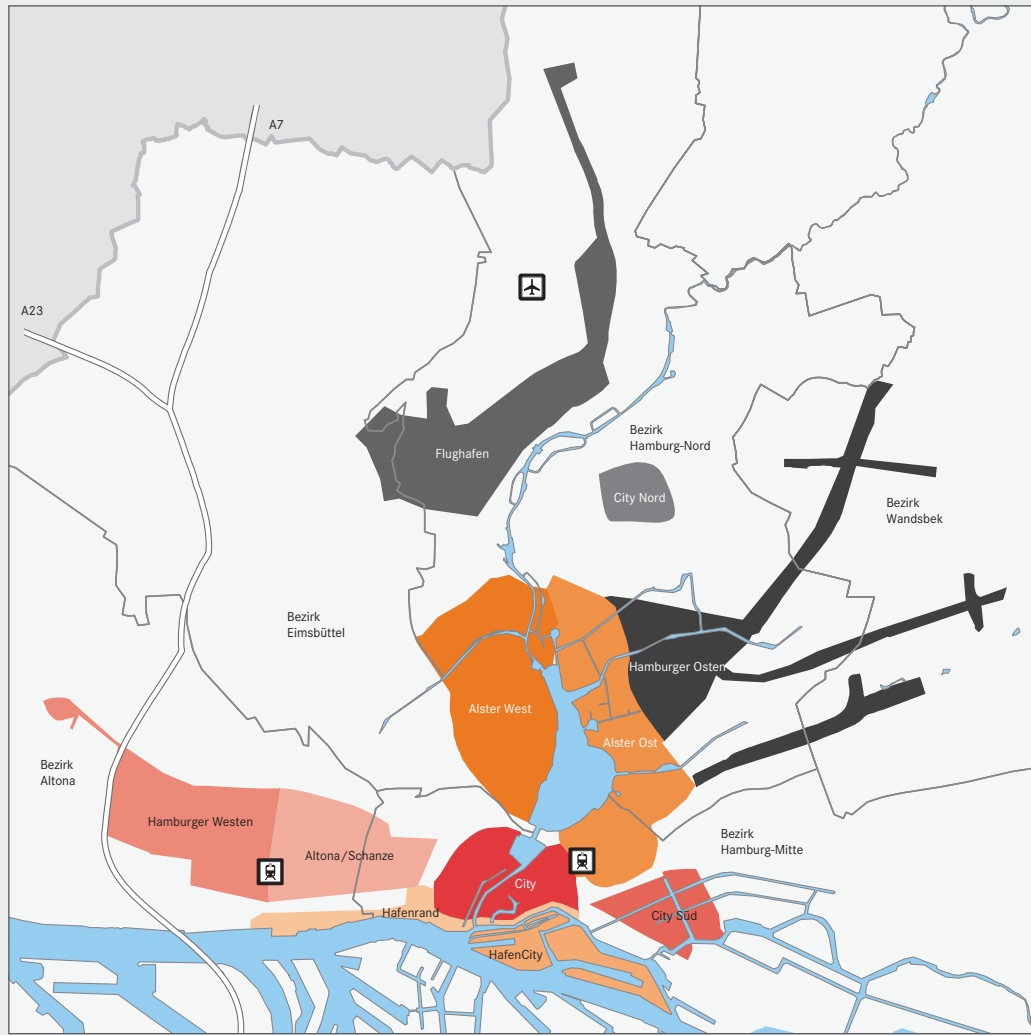 A7
A23
Bezirk
Hamburg-Nord
Flughafen
City Nord
Bezirk
Wandsbek
Bezirk
Eimsbüttel
Hamburger Osten
Alster West
Alster Ost
Bezirk
Altona
Hamburger Westen
Altona/Schanze
Bezirk
Hamburg-Mitte
City
Hafenrand
City Süd
HafenCity